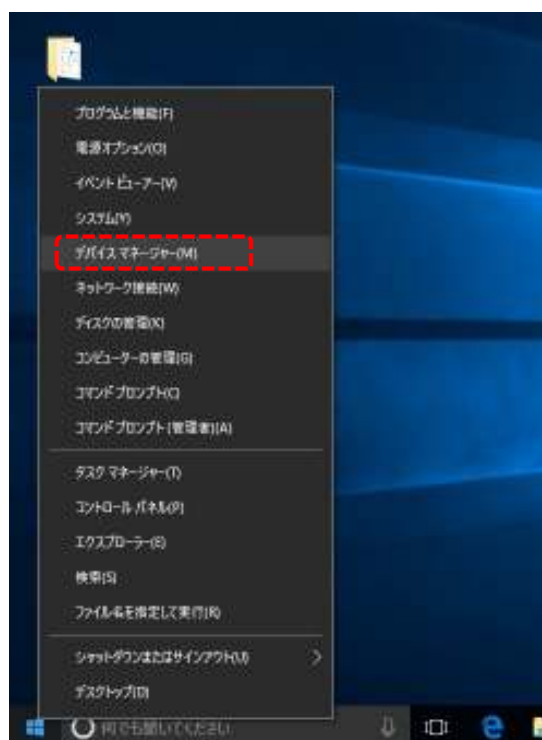 プログラムと機能(F)
電源オプション(O)
イベント ビューアー(V)
システム(Y)
デバイス マネージャー(M)
ネットワーク接続(W)
ディスクの管理(K)
コンピューターの管理(G)
コマンド プロンプト(C)
コマンド プロンプト (管理者)(A)
タスク マネージャー(T)
コントロール パネル(P)
エクスプローラー(E)
検索(S)
ファイル名を指定して実行(R)
シャットダウンまたはサインアウト(U)
デスクトップ(D)
何でも聞いてください